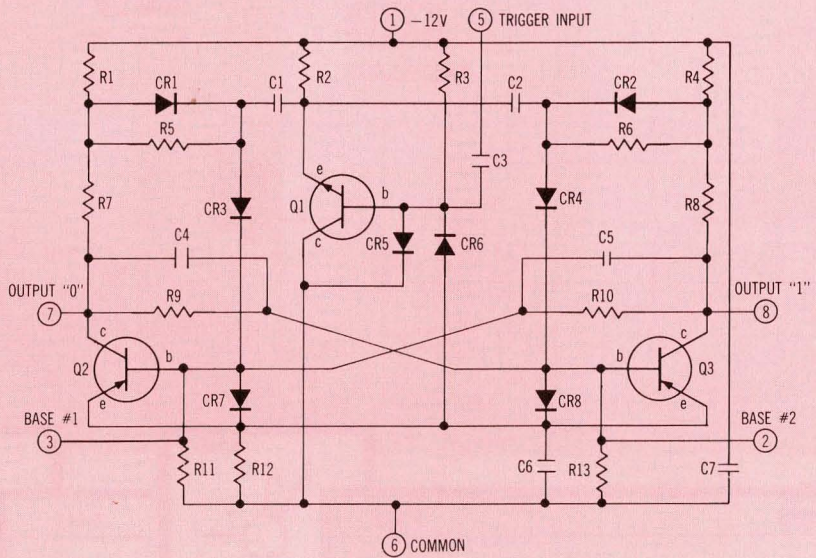 1 −12V 5 TRIGGER INPUT
R1 R2 R3 R4
CR1 C1 C2 CR2
R5 R6
C3
R7 e CR3 Q1 b CR4 R8
C4 c CR5 CR6 C5
OUTPUT "0" OUTPUT "1"
7 R9 R10 8
c c
Q2 b b Q3
e CR7 CR8 e
BASE #1 BASE #2
3 2
R11 R12 C6 R13 C7
6 COMMON